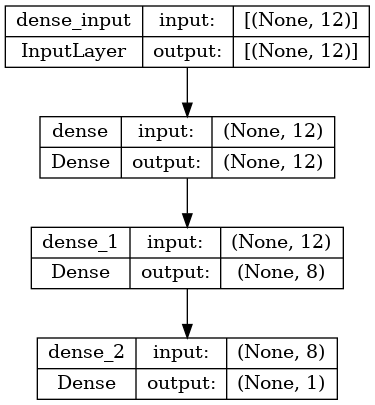 dense_input input: [(None, 12)]
InputLayer output: [(None, 12)]
dense input: (None, 12)
Dense output: (None, 12)
dense_1 input: (None, 12)
Dense output: (None, 8)
dense_2 input: (None, 8)
Dense output: (None, 1)